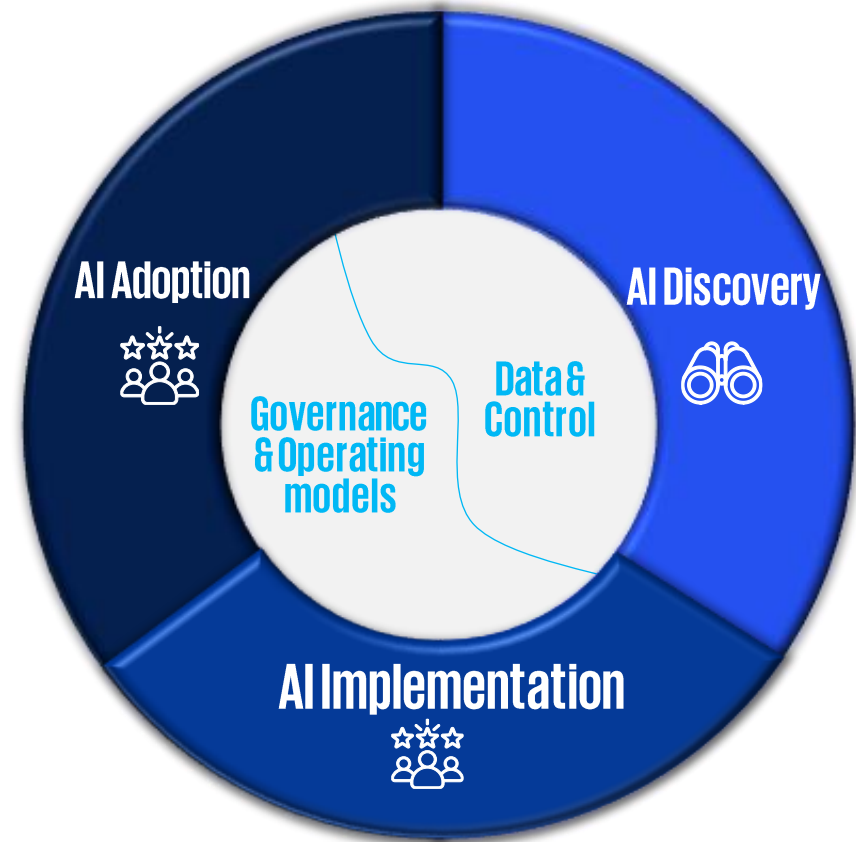 AI Adoption
AI Discovery
Data &
Control
Governance
& Operating
models
AI Implementation